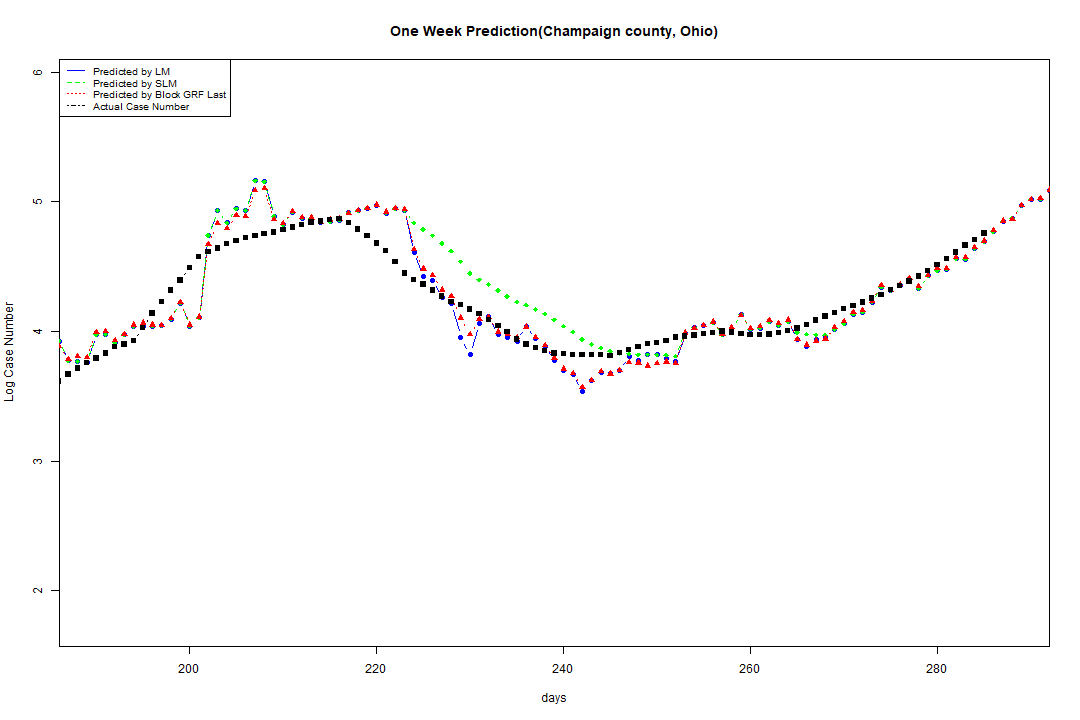 One Week Prediction(Champaign county, Ohio)
Predicted by LM
Predicted by SLM
Predicted by Block GRF Last
Actual Case Number
6
5
4
3
2
Log Case Number
200 220 240 260 280
days